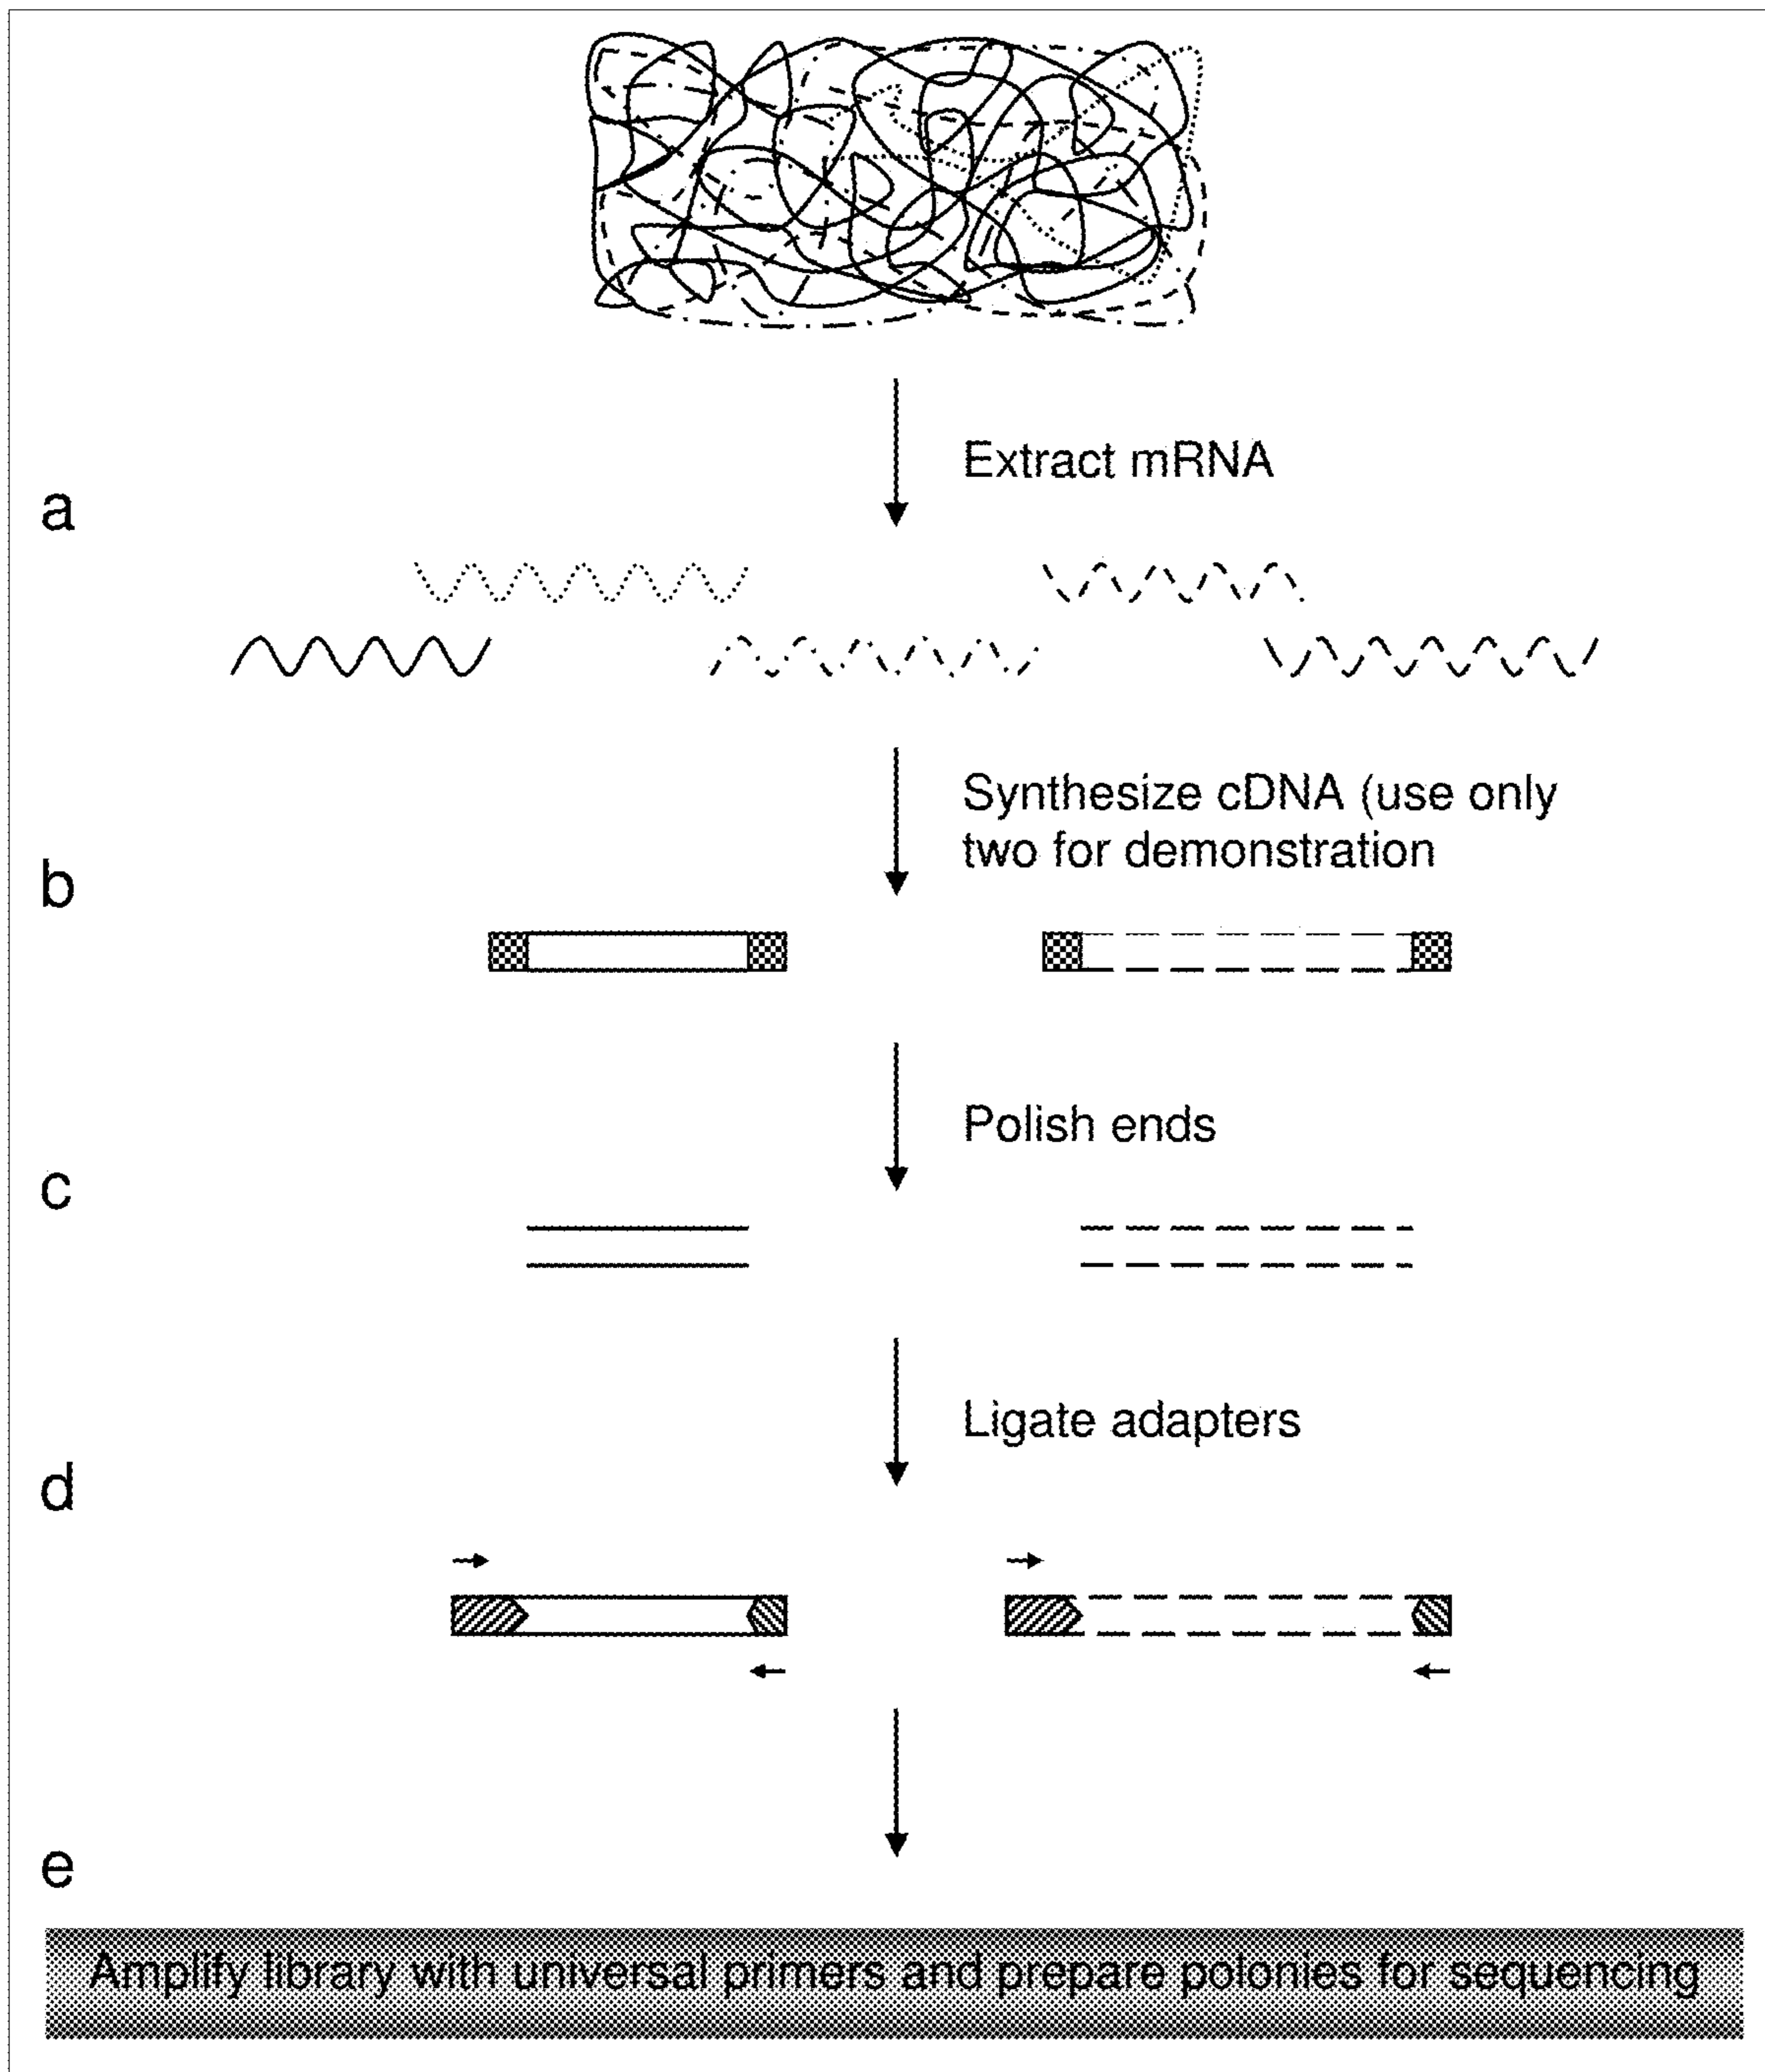 Extract mRNA
a
Synthesize cDNA (use only
two for demonstration
b
Polish ends
c
Ligate adapters
d
e
Amplify library with universal primers and prepare polonies for sequencing